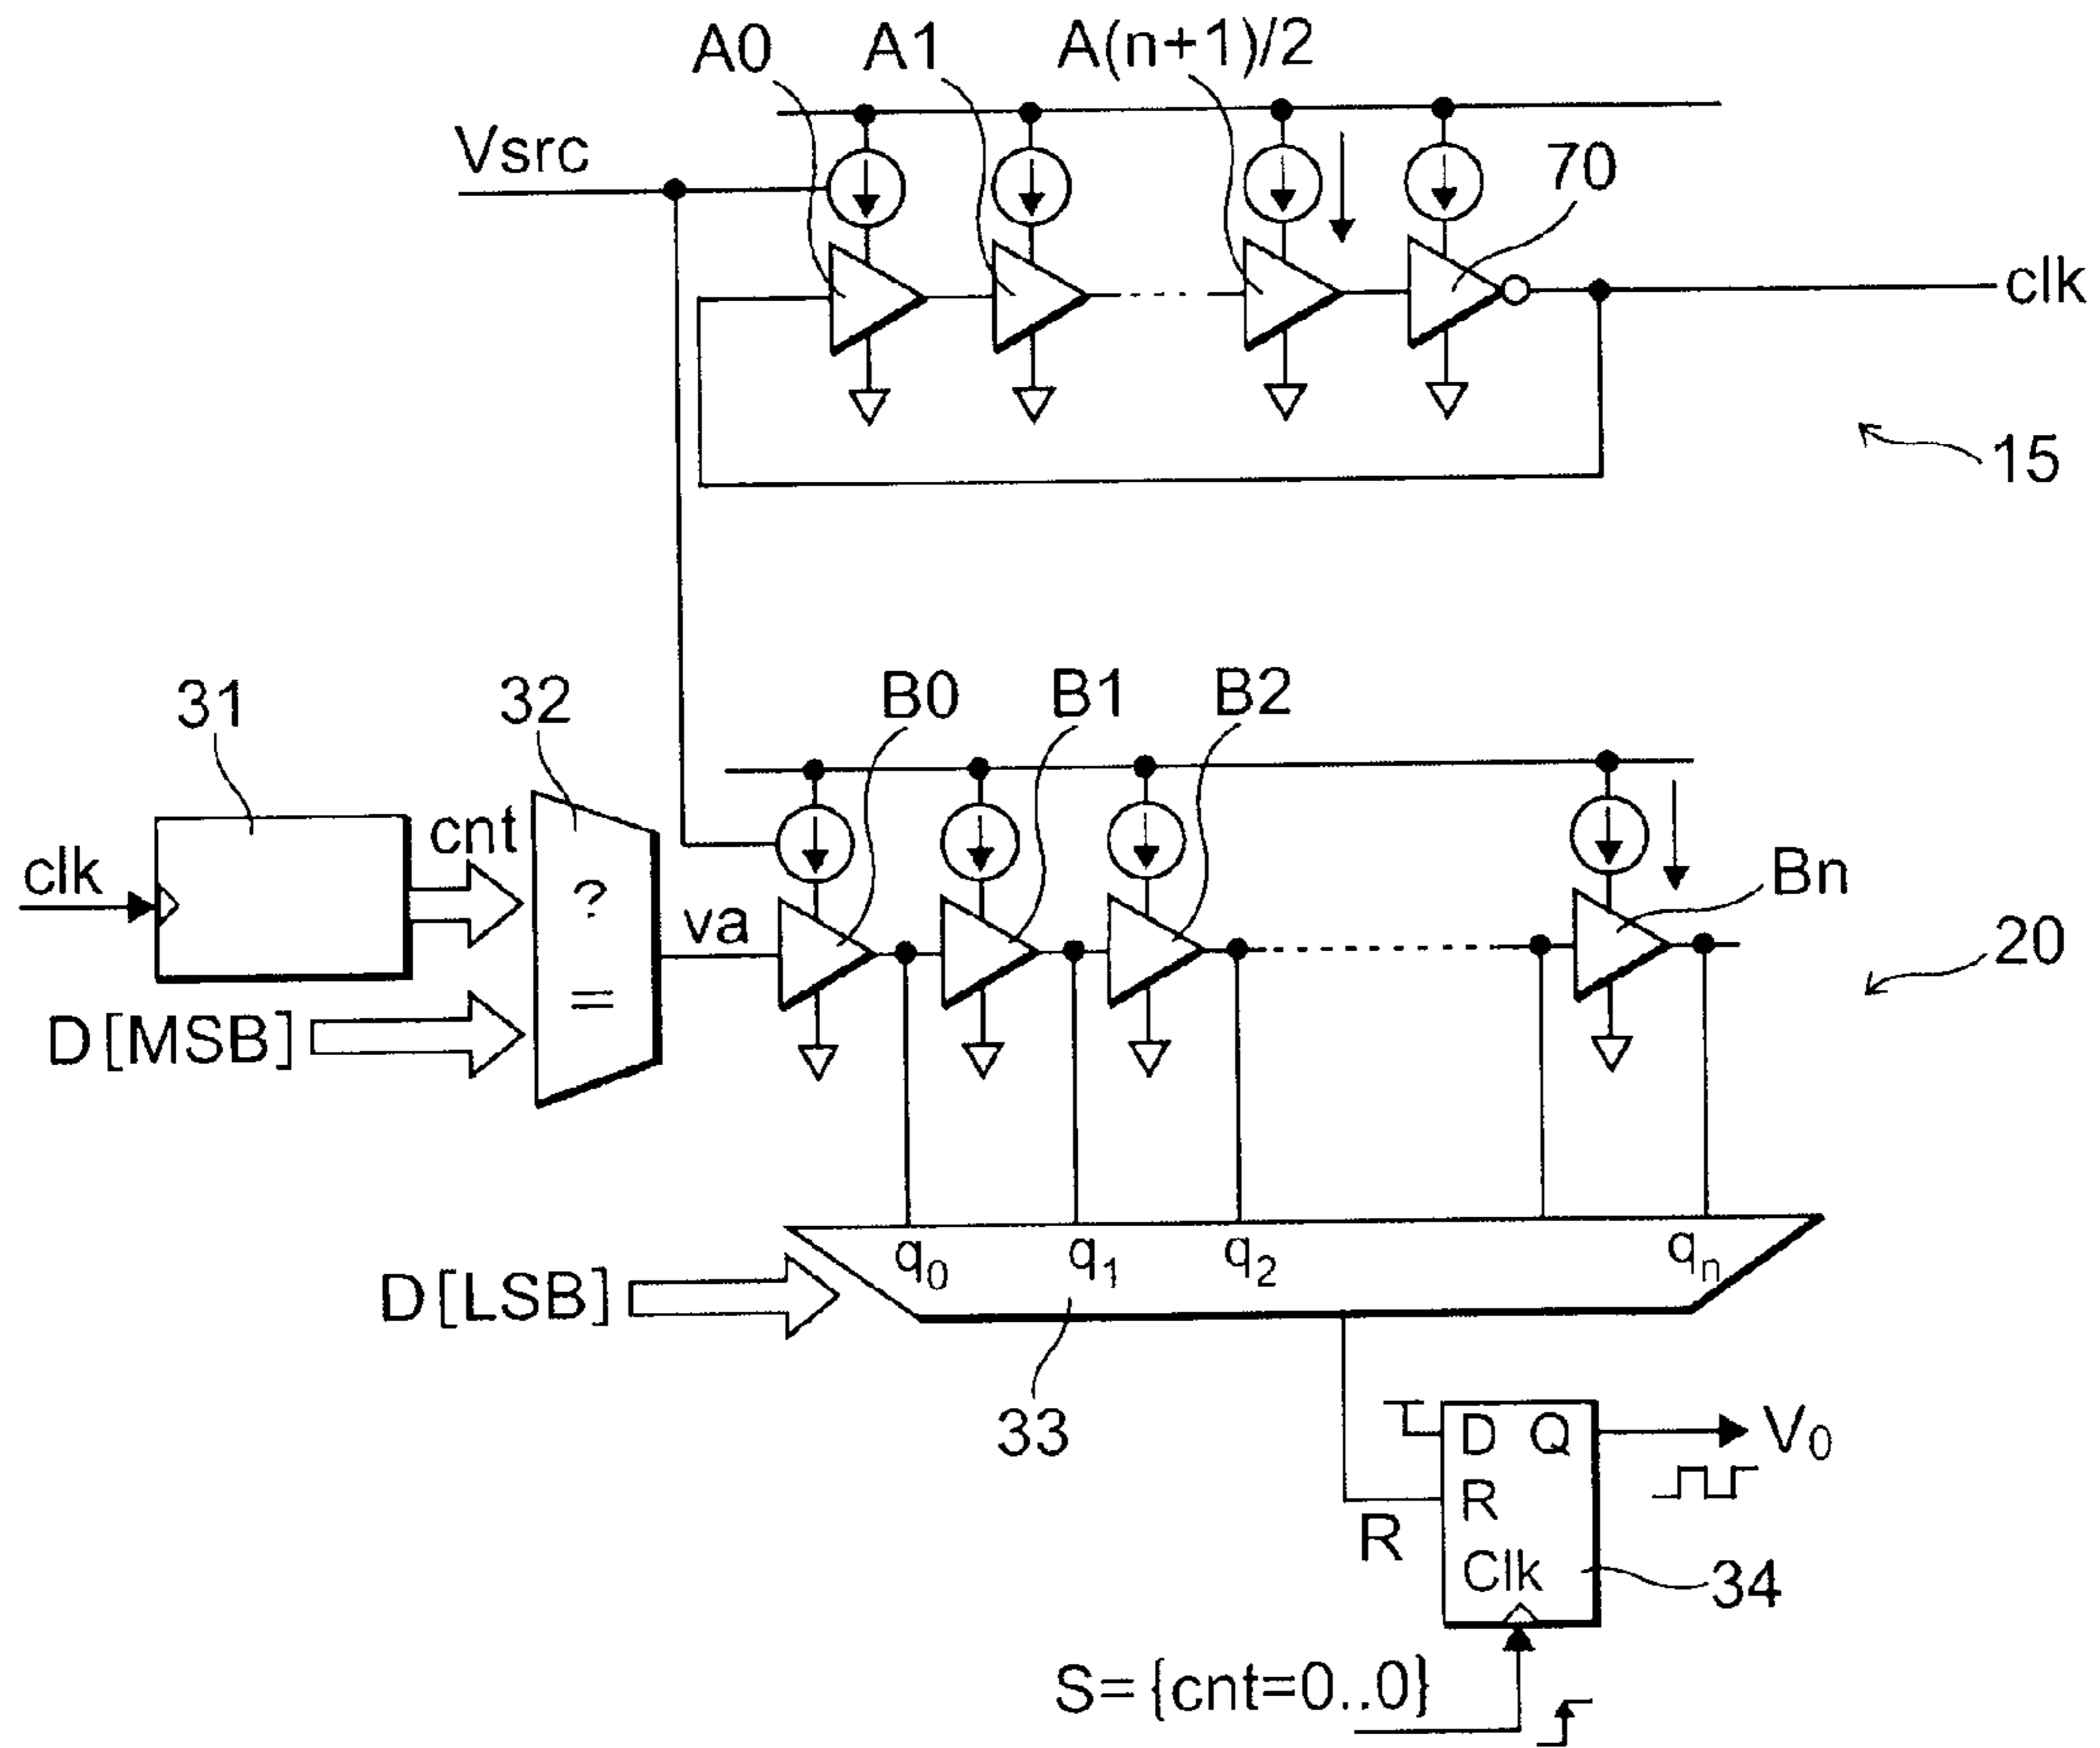 A0 A1 A(n+1)/2
Vsrc
70
clk
15
31 32 B0 B1 B2
cnt
clk
?
va
Bn
=
D[MSB]
20
q0 q1 q2 qn
D[LSB]
33
D Q V0
R
R
Clk
34
S={cnt=0..0}